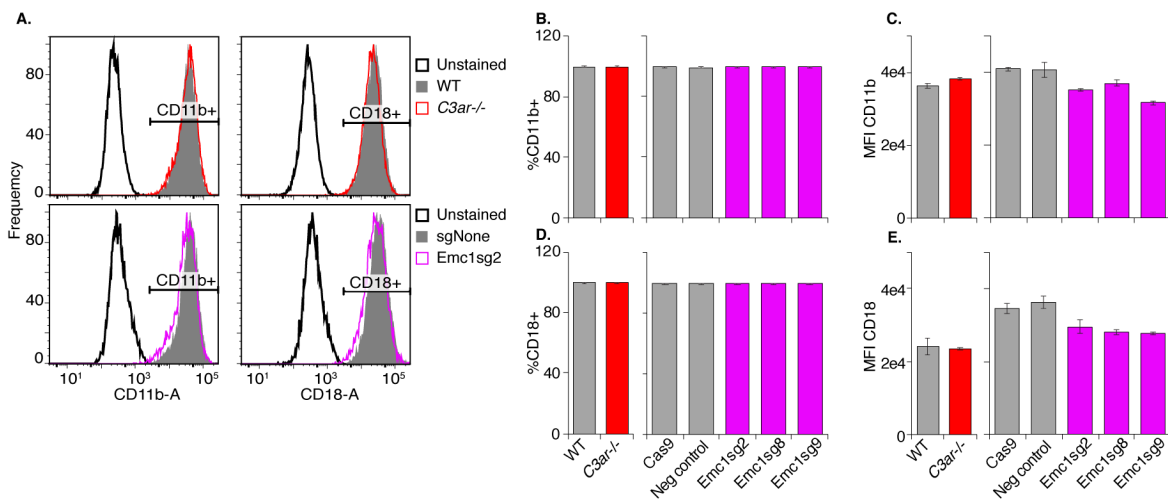 A.
Frequemcy
80
40
0
CD11b+
CD18+
Unstained
WT
C3ar-/-
80
40
0
CD11b+
CD18+
Unstained
sgNone
Emc1sg2
10¹ 10³ 10⁵
CD11b-A
10¹ 10³ 10⁵
CD18-A
B.
%CD11b+
120
80
40
0
C.
MFI CD11b
4e4
2e4
0
D.
%CD18+
120
80
40
0
WT
C3ar-/-
Cas9
Neg control
Emc1sg2
Emc1sg8
Emc1sg9
E.
MFI CD18
4e4
2e4
0
WT
C3ar-/-
Cas9
Neg control
Emc1sg2
Emc1sg8
Emc1sg9